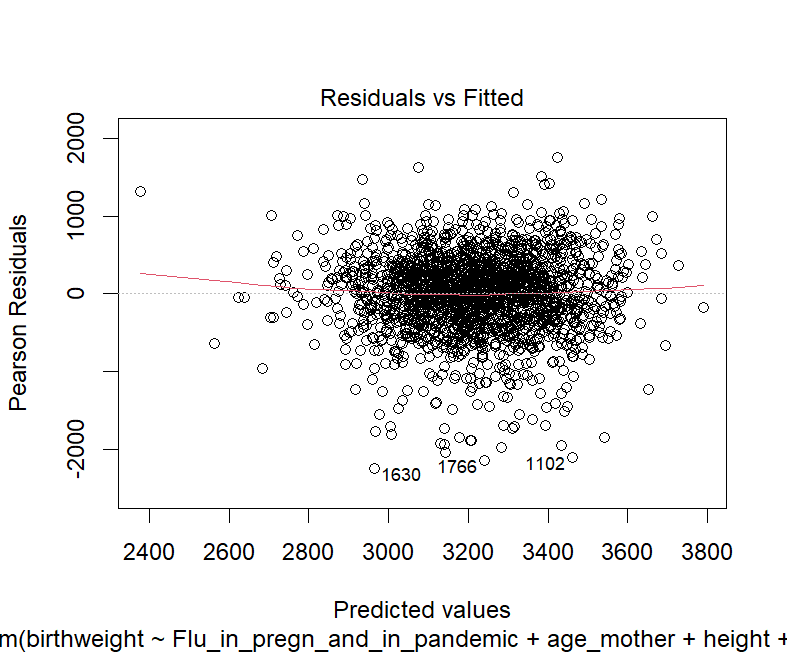 Residuals vs Fitted
2000
1000
0
-2000
Pearson Residuals
1630
1766
1102
2400 2600 2800 3000 3200 3400 3600 3800
Predicted values
m(birthweight ~ Flu_in_pregn_and_in_pandemic + age_mother + height +